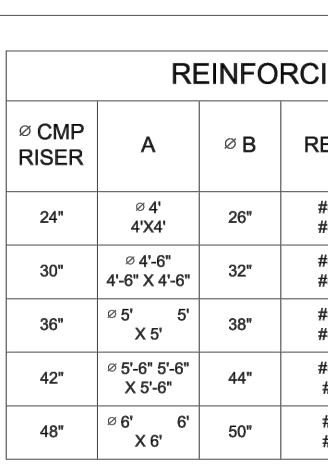 REINFORCI
⌀ CMP RISER A ⌀ B RE
24" ⌀ 4' 4'X4' 26" # #
30" ⌀ 4'-6" 4'-6" X 4'-6" 32" # #
36" ⌀ 5' 5' X 5' 38" # #
42" ⌀ 5'-6" 5'-6" X 5'-6" 44" # #
48" ⌀ 6' 6' X 6' 50" # #